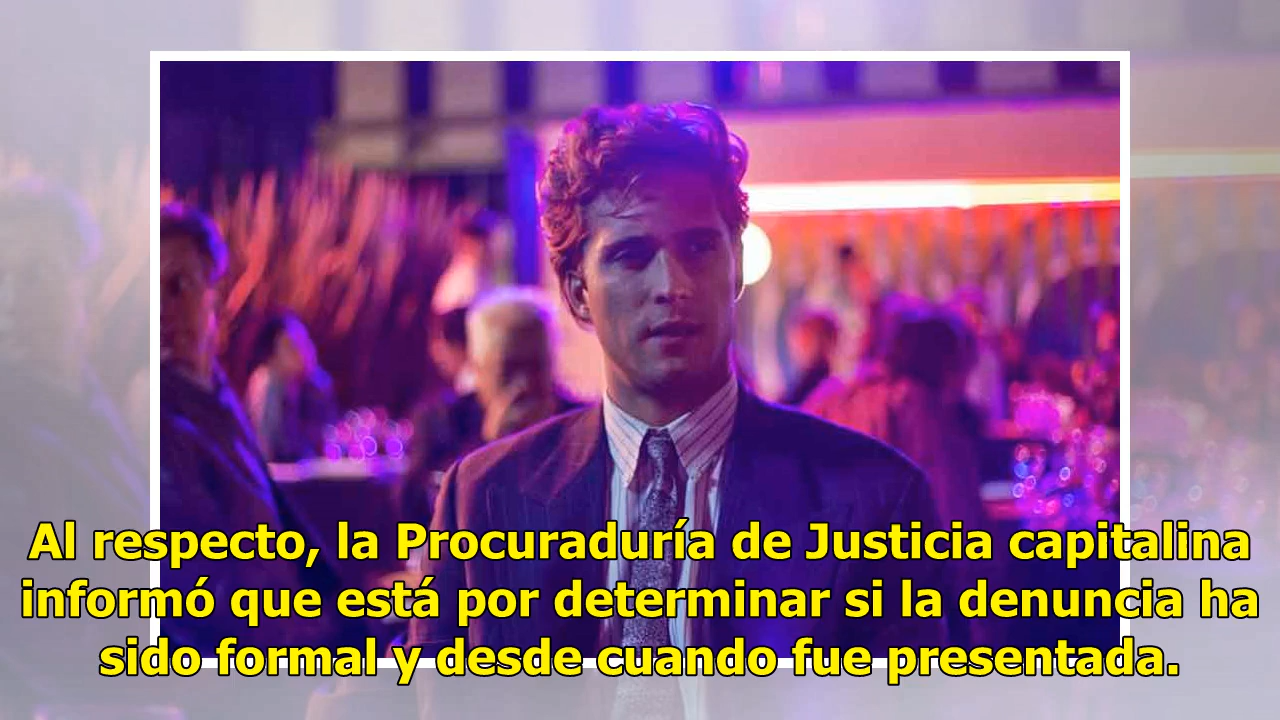 Al respecto, la Procuraduría de Justicia capitalina
informó que está por determinar si la denuncia ha
sido formal y desde cuando fue presentada.